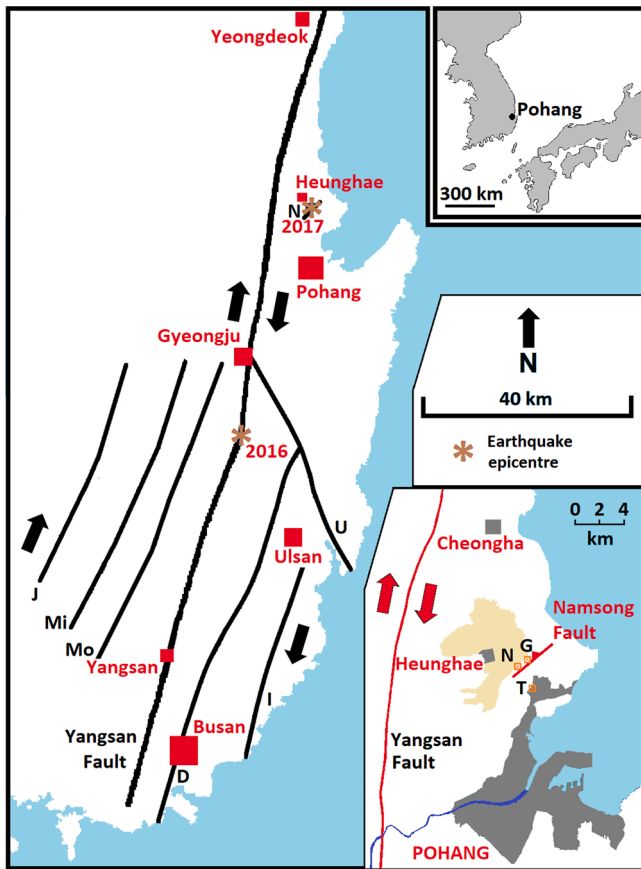 Yeongdeok
Heunghae
N
2017
Pohang
Gyeongju
2016
U
Ulsan
J
Mi
Mo
Yangsan
I
Yangsan
Fault
Busan
D
Pohang
300 km
N
40 km
Earthquake
epicentre
0 2 4
km
Cheongha
Namsong
Fault
G
N
Heunghae
T
Yangsan
Fault
POHANG